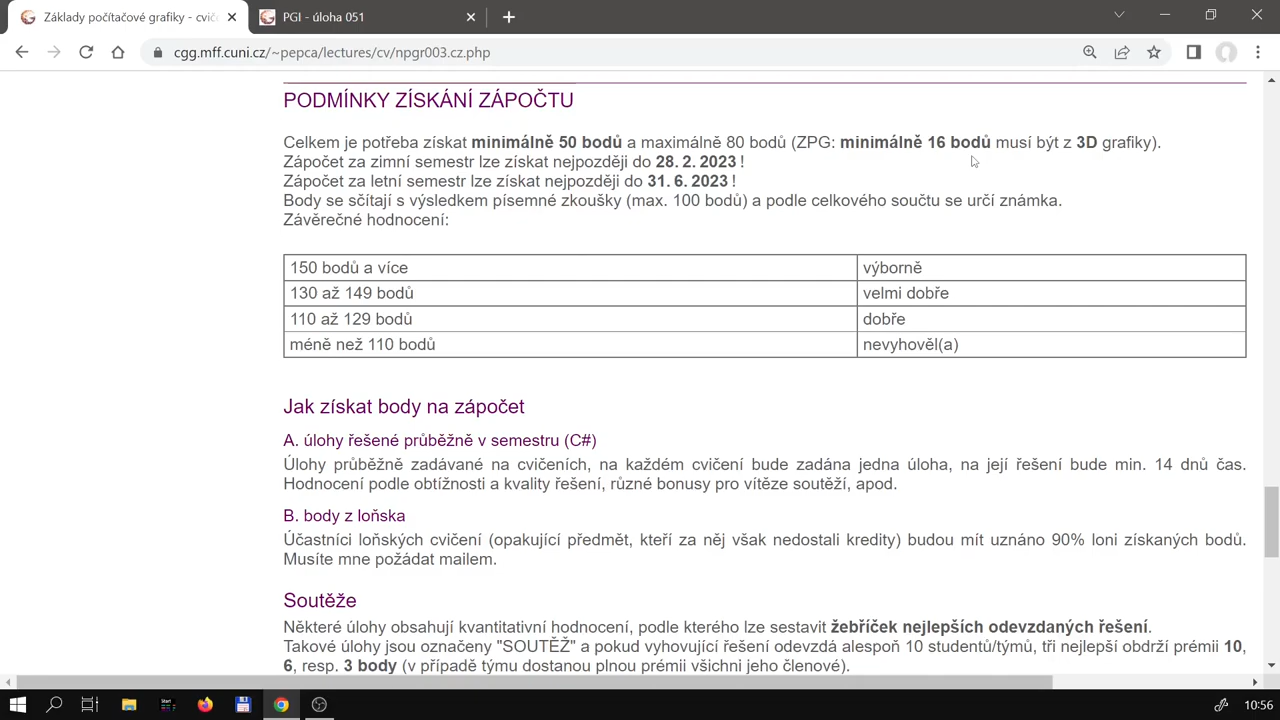 Základy počítačové grafiky - cvič
PGI - úloha 051
cgg.mff.cuni.cz/~pepca/lectures/cv/npgr003.cz.php
PODMÍNKY ZÍSKÁNÍ ZÁPOČTU
Celkem je potřeba získat minimálně 50 bodů a maximálně 80 bodů (ZPG: minimálně 16 bodů musí být z 3D grafiky).
Zápočet za zimní semestr lze získat nejpozději do 28. 2. 2023 !
Zápočet za letní semestr lze získat nejpozději do 31. 6. 2023 !
Body se sčítají s výsledkem písemné zkoušky (max. 100 bodů) a podle celkového součtu se určí známka.
Závěrečné hodnocení:
150 bodů a více výborně
130 až 149 bodů velmi dobře
110 až 129 bodů dobře
méně než 110 bodů nevyhověl(a)
Jak získat body na zápočet
A. úlohy řešené průběžně v semestru (C#)
Úlohy průběžně zadávané na cvičeních, na každém cvičení bude zadána jedna úloha, na její řešení bude min. 14 dnů čas.
Hodnocení podle obtížnosti a kvality řešení, různé bonusy pro vítěze soutěží, apod.
B. body z loňska
Účastníci loňských cvičení (opakující předmět, kteří za něj však nedostali kredity) budou mít uznáno 90% loni získaných bodů.
Musíte mne požádat mailem.
Soutěže
Některé úlohy obsahují kvantitativní hodnocení, podle kterého lze sestavit žebříček nejlepších odevzdaných řešení.
Takové úlohy jsou označeny "SOUTĚŽ" a pokud vyhovující řešení odevzdá alespoň 10 studentů/týmů, tři nejlepší obdrží prémii 10,
6, resp. 3 body (v případě týmu dostanou plnou prémii všichni jeho členové).
10:56